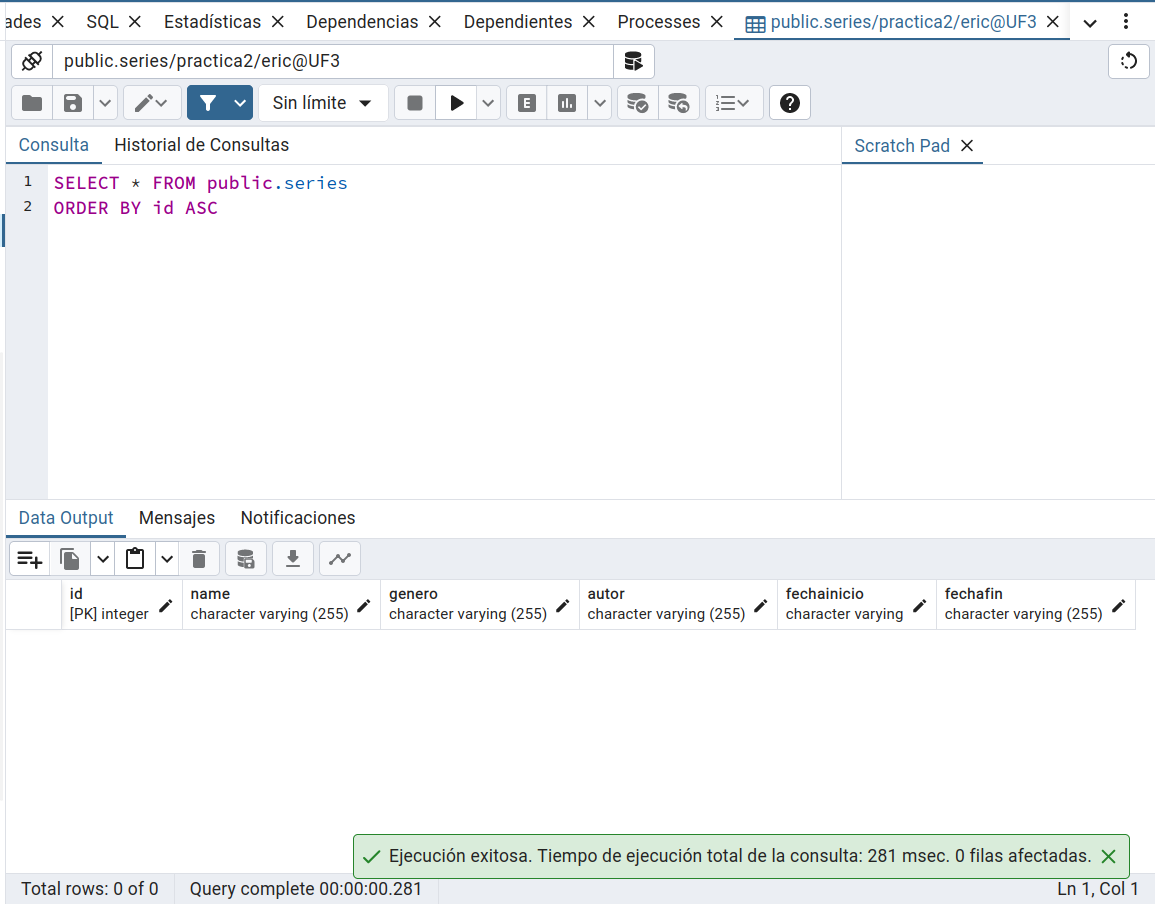 ades SQL Estadísticas Dependencias Dependientes Processes public.series/practica2/eric@UF3
public.series/practica2/eric@UF3
Sin límite E
Consulta Historial de Consultas Scratch Pad
1 SELECT * FROM public.series
2 ORDER BY id ASC
Data Output Mensajes Notificaciones
id name genero autor fechainicio fechafin
[PK] integer character varying (255) character varying (255) character varying (255) character varying character varying (255)
Ejecución exitosa. Tiempo de ejecución total de la consulta: 281 msec. 0 filas afectadas.
Total rows: 0 of 0 Query complete 00:00:00.281 Ln 1, Col 1